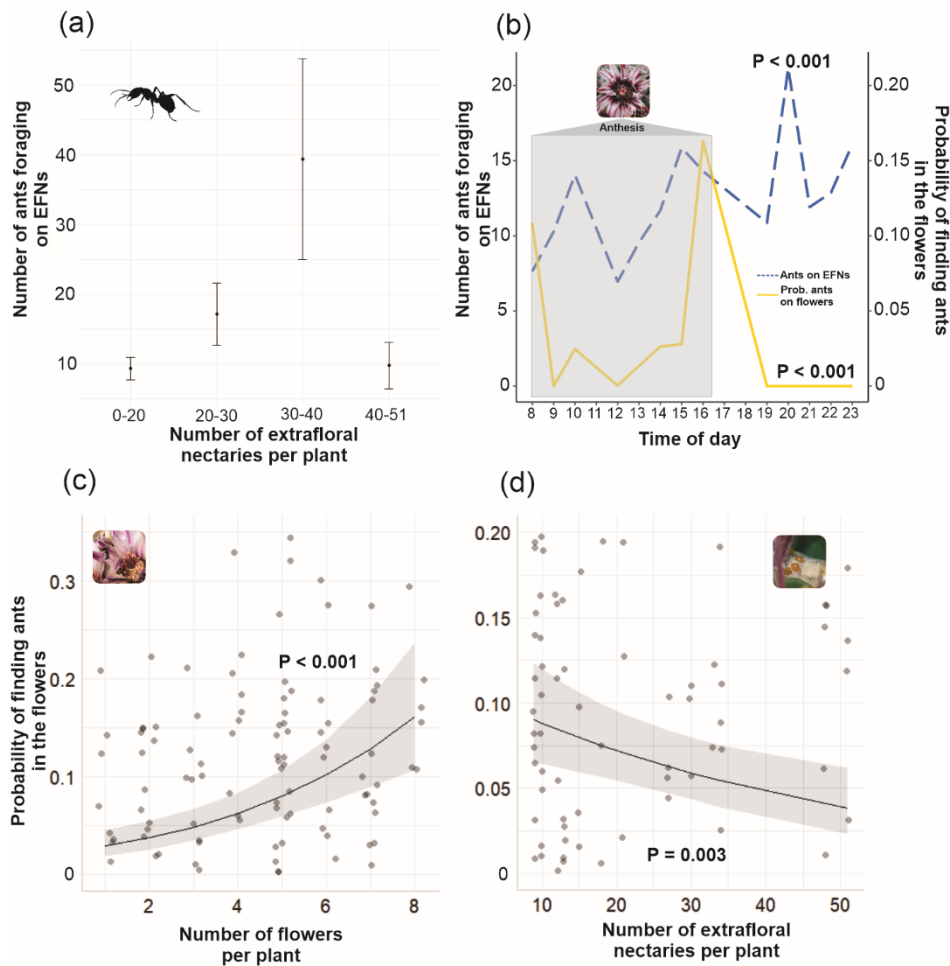 (a)
Number of ants foraging
on EFNs
50
40
30
20
10
0-20
20-30
30-40
40-51
Number of extrafloral
nectaries per plant
(b)
Number of ants foraging
on EFNs
20
15
10
5
0
P < 0.001
Anthesis
Ants on EFNs
Prob. ants
on flowers
P < 0.001
0.20
0.15
0.10
0.05
0
Probability of finding ants
in the flowers
8 9 10 11 12 13 14 15 16 17 18 19 20 21 22 23
Time of day
(c)
Probability of finding ants
in the flowers
0.3
0.2
0.1
0
P < 0.001
2 4 6 8
Number of flowers
per plant
(d)
0.20
0.15
0.10
0.05
0.00
P = 0.003
10 20 30 40 50
Number of extrafloral
nectaries per plant